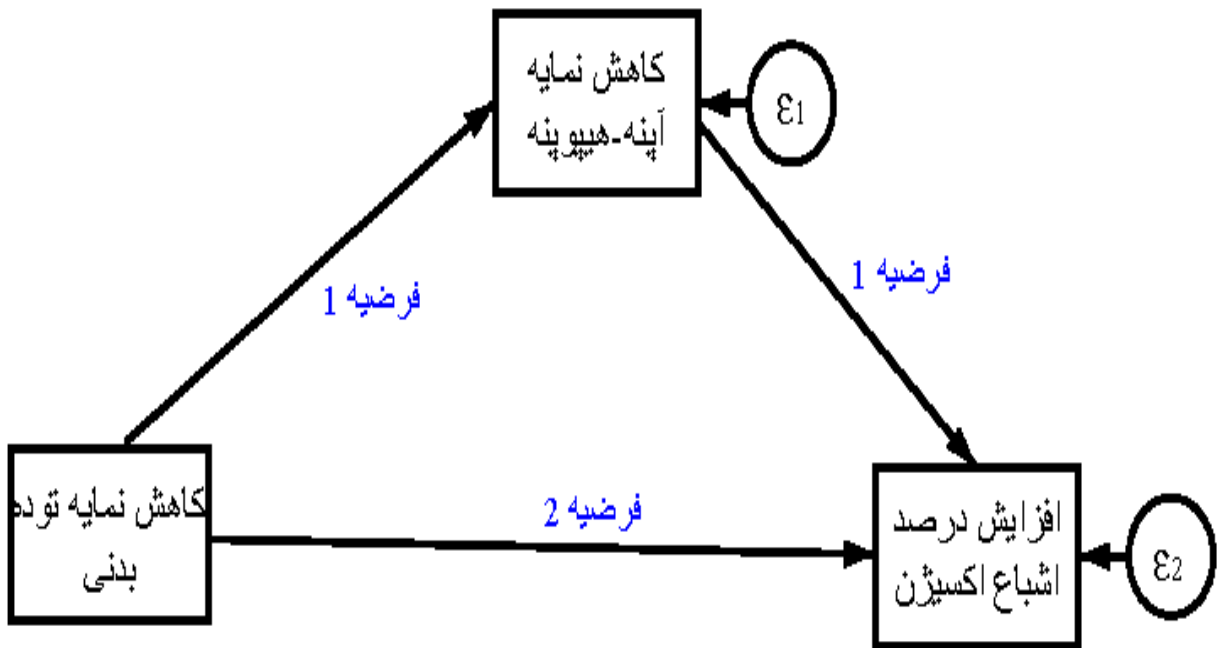 کاهش نمایه
آپنه-هیپوپنه
ε1
فرضیه 1
فرضیه 1
کاهش نمایه توده
بدنی
فرضیه 2
افزایش درصد
اشباع اکسیژن
ε2